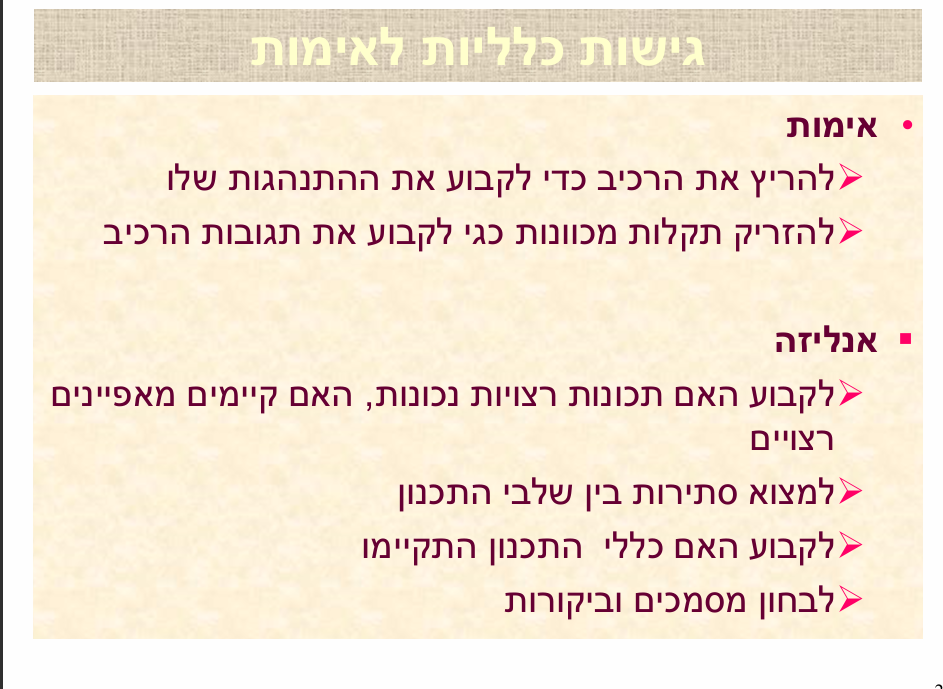 גישות כלליות לאימות
• אימות
➢להריץ את הרכיב כדי לקבוע את ההתנהגות שלו
➢להזריק תקלות מכוונות כגי לקבוע את תגובות הרכיב
▪ אנליזה
➢לקבוע האם תכונות רצויות נכונות, האם קיימים מאפיינים
רצויים
➢למצוא סתירות בין שלבי התכנון
➢לקבוע האם כללי  התכנון התקיימו
➢לבחון מסמכים וביקורות